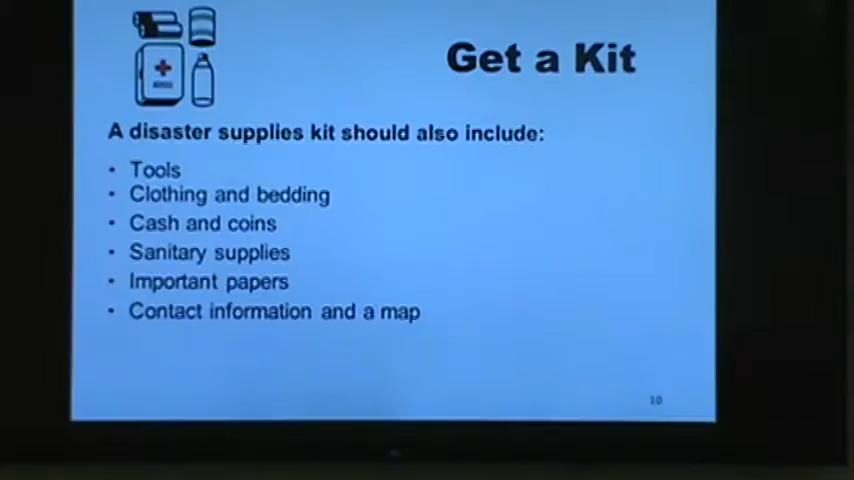 Get a Kit
A disaster supplies kit should also include:
• Tools
• Clothing and bedding
• Cash and coins
• Sanitary supplies
• Important papers
• Contact information and a map
10